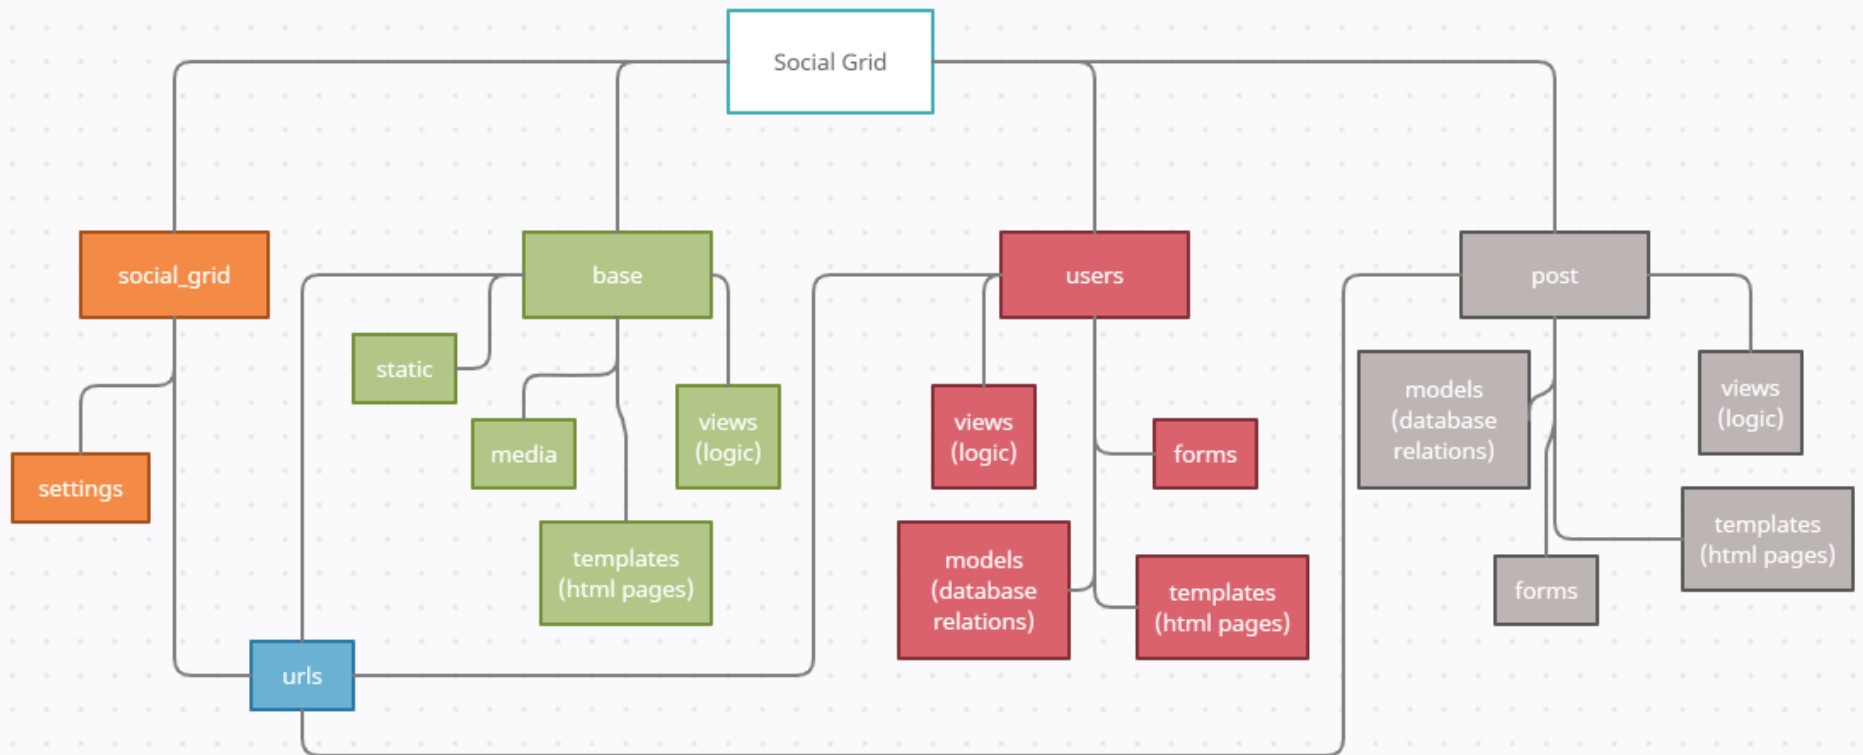 Social Grid
social_grid
base
users
post
static
media
views
(logic)
views
(logic)
forms
models
(database
relations)
views
(logic)
settings
templates
(html pages)
models
(database
relations)
templates
(html pages)
forms
templates
(html pages)
urls